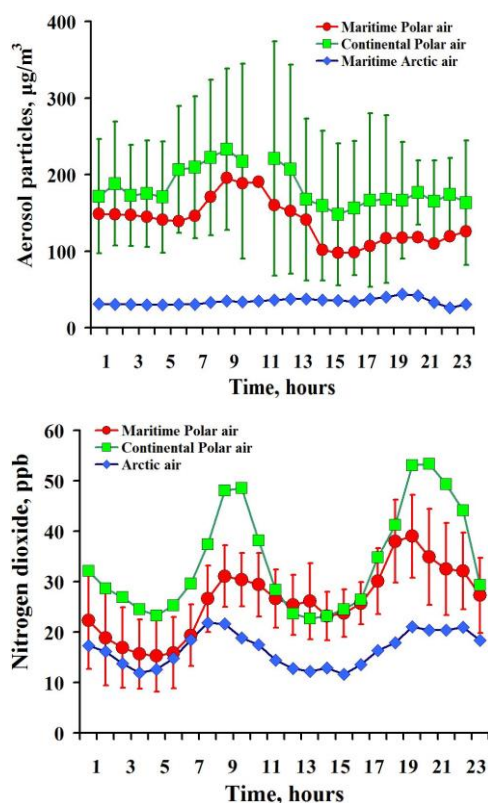 Aerosol particles, µg/m³
400
300
200
100
0
Maritime Polar air
Continental Polar air
Maritime Arctic air
1 3 5 7 9 11 13 15 17 19 21 23
Time, hours
Nitrogen dioxide, ppb
60
50
40
30
20
10
0
Maritime Polar air
Continental Polar air
Arctic air
1 3 5 7 9 11 13 15 17 19 21 23
Time, hours